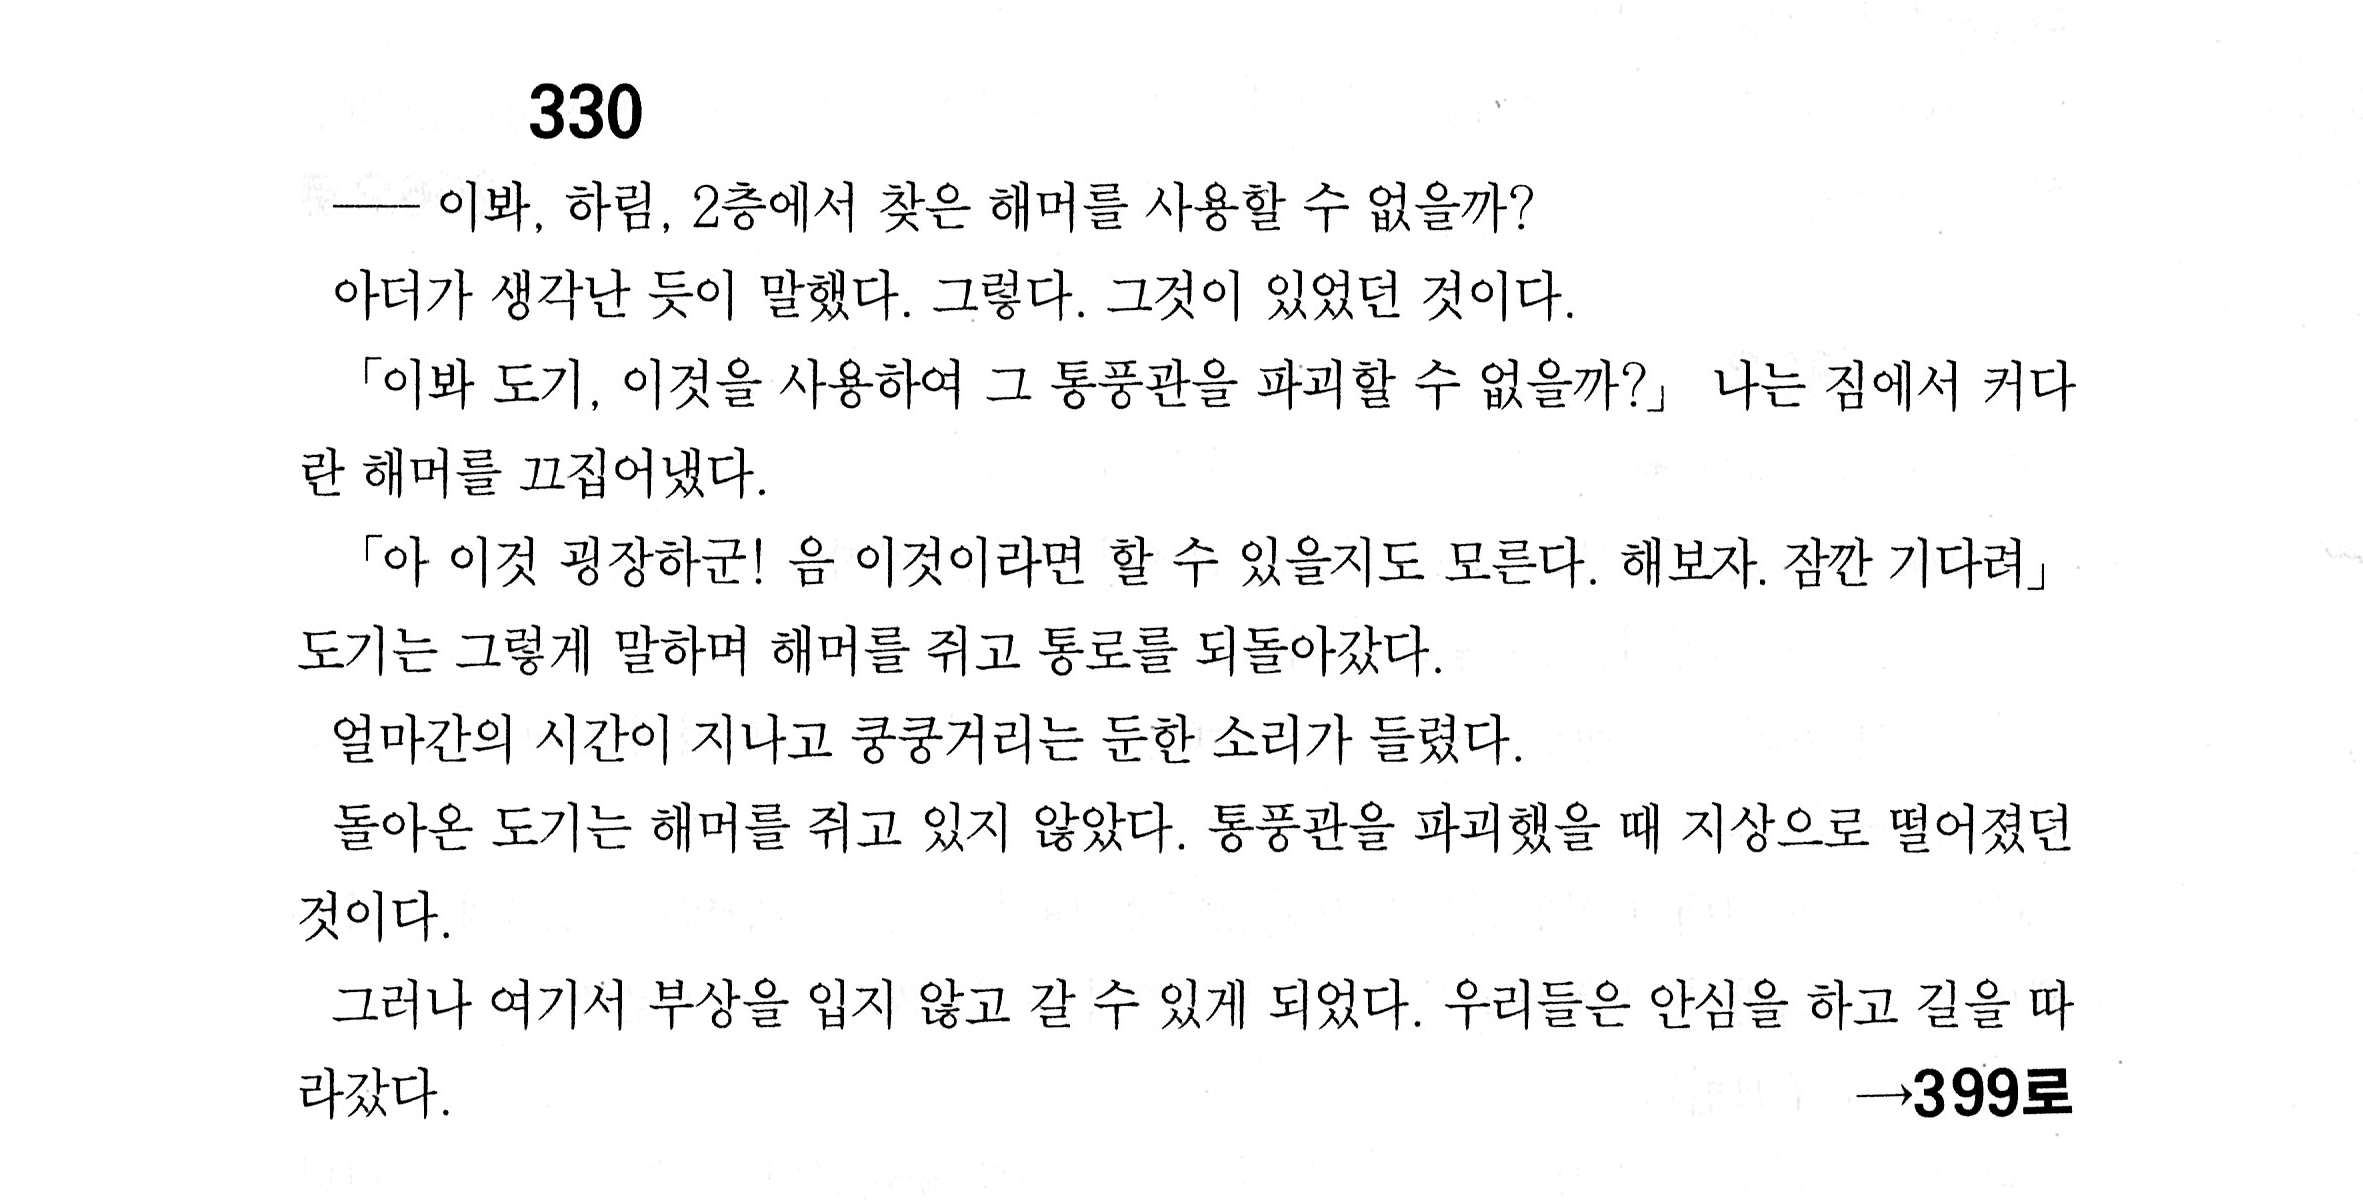 330
── 이봐, 하림, 2층에서 찾은 해머를 사용할 수 없을까?
아더가 생각난 듯이 말했다. 그렇다. 그것이 있었던 것이다.
「이봐 도기, 이것을 사용하여 그 통풍관을 파괴할 수 없을까?」 나는 짐에서 커다
란 해머를 끄집어냈다.
「아 이것 굉장하군! 음 이것이라면 할 수 있을지도 모른다. 해보자. 잠깐 기다려」
도기는 그렇게 말하며 해머를 쥐고 통로를 되돌아갔다.
얼마간의 시간이 지나고 쿵쿵거리는 둔한 소리가 들렸다.
돌아온 도기는 해머를 쥐고 있지 않았다. 통풍관을 파괴했을 때 지상으로 떨어졌던
것이다.
그러나 여기서 부상을 입지 않고 갈 수 있게 되었다. 우리들은 안심을 하고 길을 따
라갔다. →399로